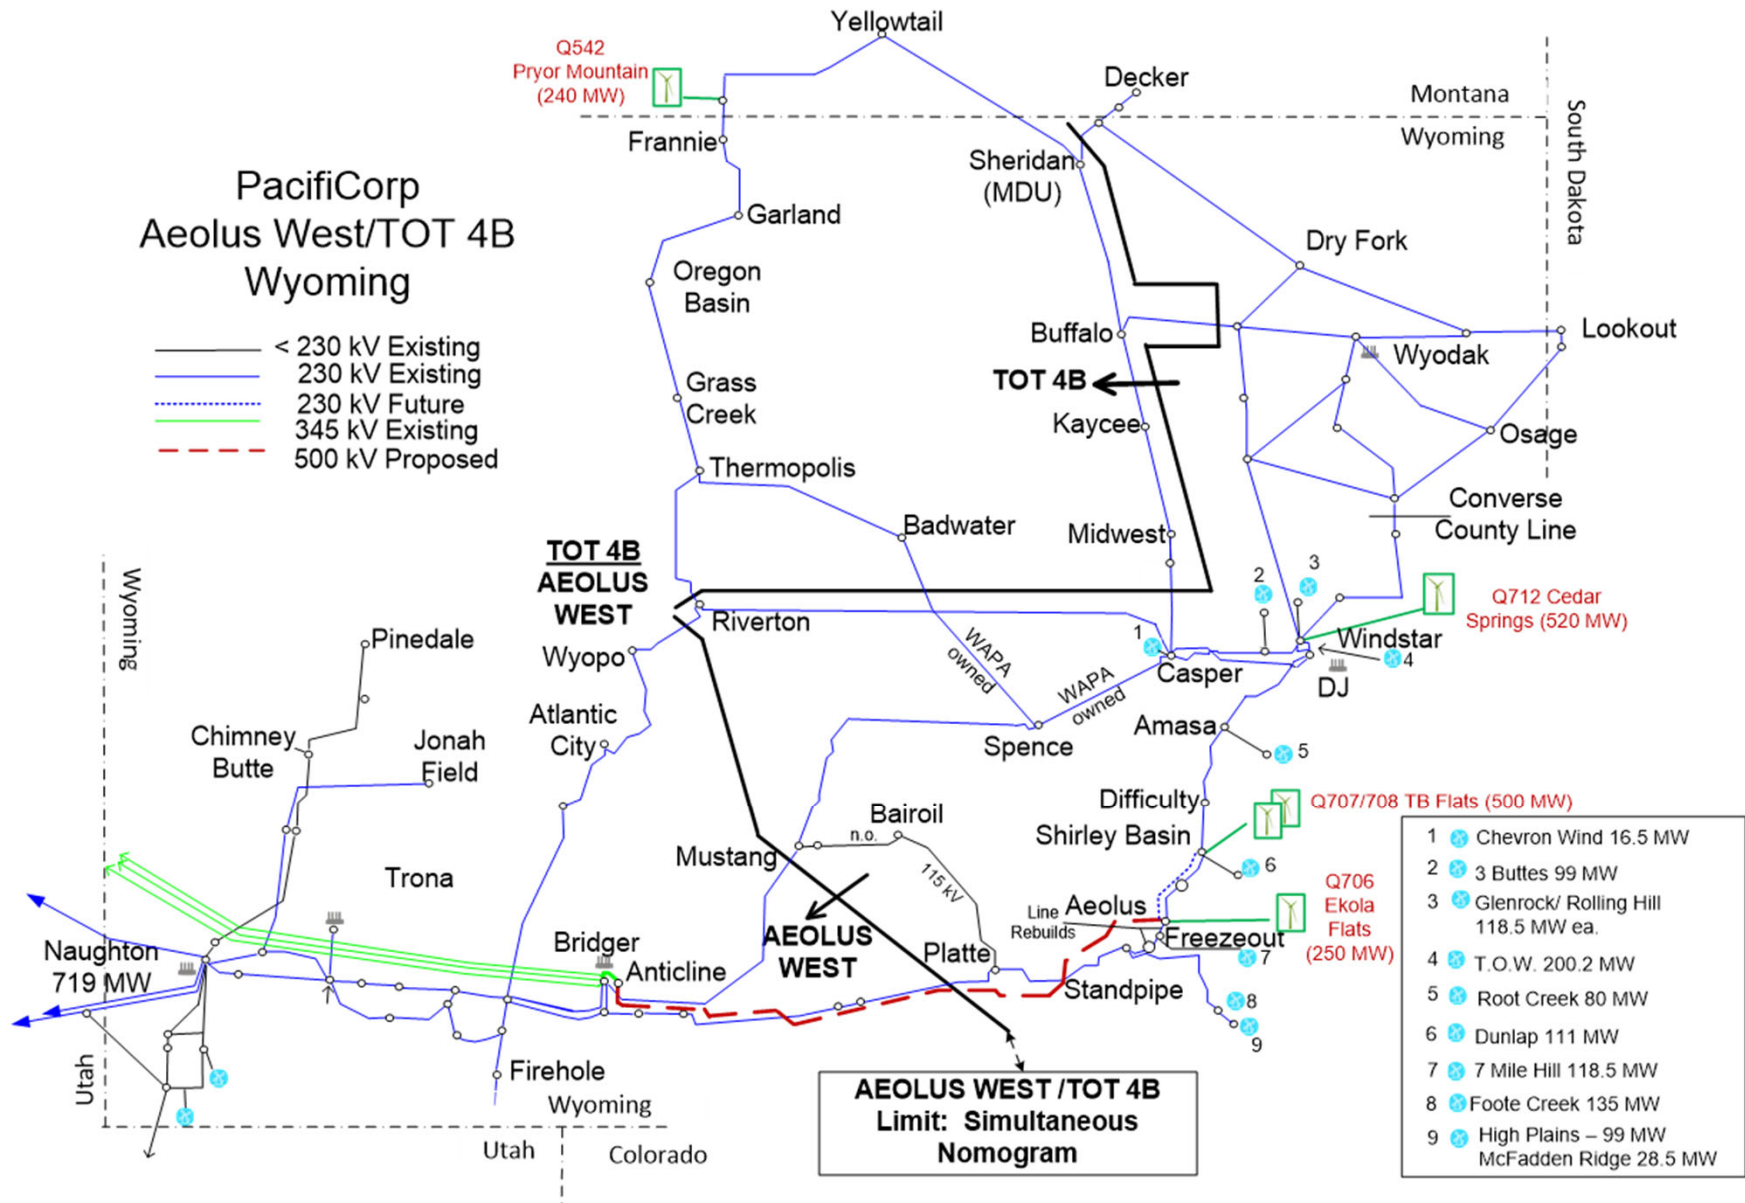 Yellowtail
Q542
Pryor Mountain
(240 MW)
Decker
Montana
Wyoming
South Dakota
Frannie
Sheridan
(MDU)
PacifiCorp
Aeolus West/TOT 4B
Wyoming
Garland
Dry Fork
Oregon
Basin
< 230 kV Existing
230 kV Existing
230 kV Future
345 kV Existing
500 kV Proposed
Buffalo
Lookout
Wyodak
TOT 4B
Grass
Creek
Kaycee
Osage
Thermopolis
Converse
County Line
Badwater
Midwest
TOT 4B
AEOLUS
WEST
Wyoming
2
3
Q712 Cedar
Springs (520 MW)
Riverton
Pinedale
Wyopo
WAPA
owned
1
Windstar
4
Casper
DJ
WAPA
owned
Atlantic
City
Chimney
Butte
Jonah
Field
Spence
Amasa
5
Difficulty
Q707/708 TB Flats (500 MW)
Bairoil
n.o.
Shirley Basin
Mustang
6
115 kV
Trona
Q706
Ekola
Flats
(250 MW)
Aeolus
Line
Rebuilds
AEOLUS
WEST
Freezeout
7
Naughton
719 MW
Bridger
Anticline
Platte
Standpipe
8
9
Utah
Firehole
Wyoming
Utah
Colorado
AEOLUS WEST /TOT 4B
Limit: Simultaneous
Nomogram
1 Chevron Wind 16.5 MW
2 3 Buttes 99 MW
3 Glenrock/ Rolling Hill
118.5 MW ea.
4 T.O.W. 200.2 MW
5 Root Creek 80 MW
6 Dunlap 111 MW
7 7 Mile Hill 118.5 MW
8 Foote Creek 135 MW
9 High Plains – 99 MW
McFadden Ridge 28.5 MW